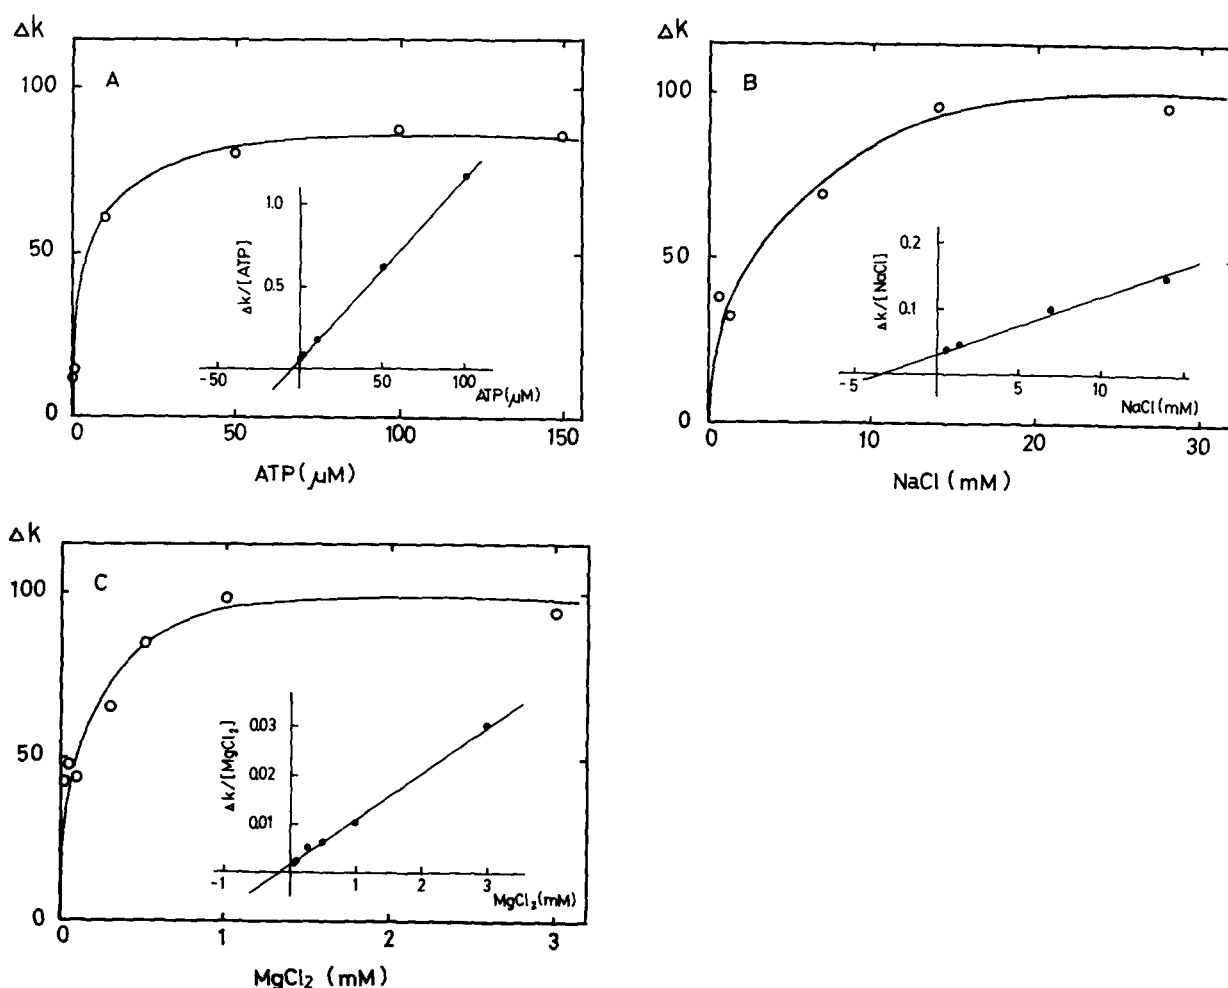 Δk
100
50
0
A
1.0
0.5
Δk/[ATP]
-50
50
100
ATP(μM)
0
50
100
150
ATP(μM)
Δk
100
50
0
B
0.2
0.1
Δk/[NaCl]
-5
5
10
NaCl(mM)
0
10
20
30
NaCl (mM)
Δk
100
50
0
C
0.03
0.02
0.01
Δk/[MgCl₂]
-1
1
2
3
MgCl₂(mM)
0
1
2
3
MgCl₂ (mM)